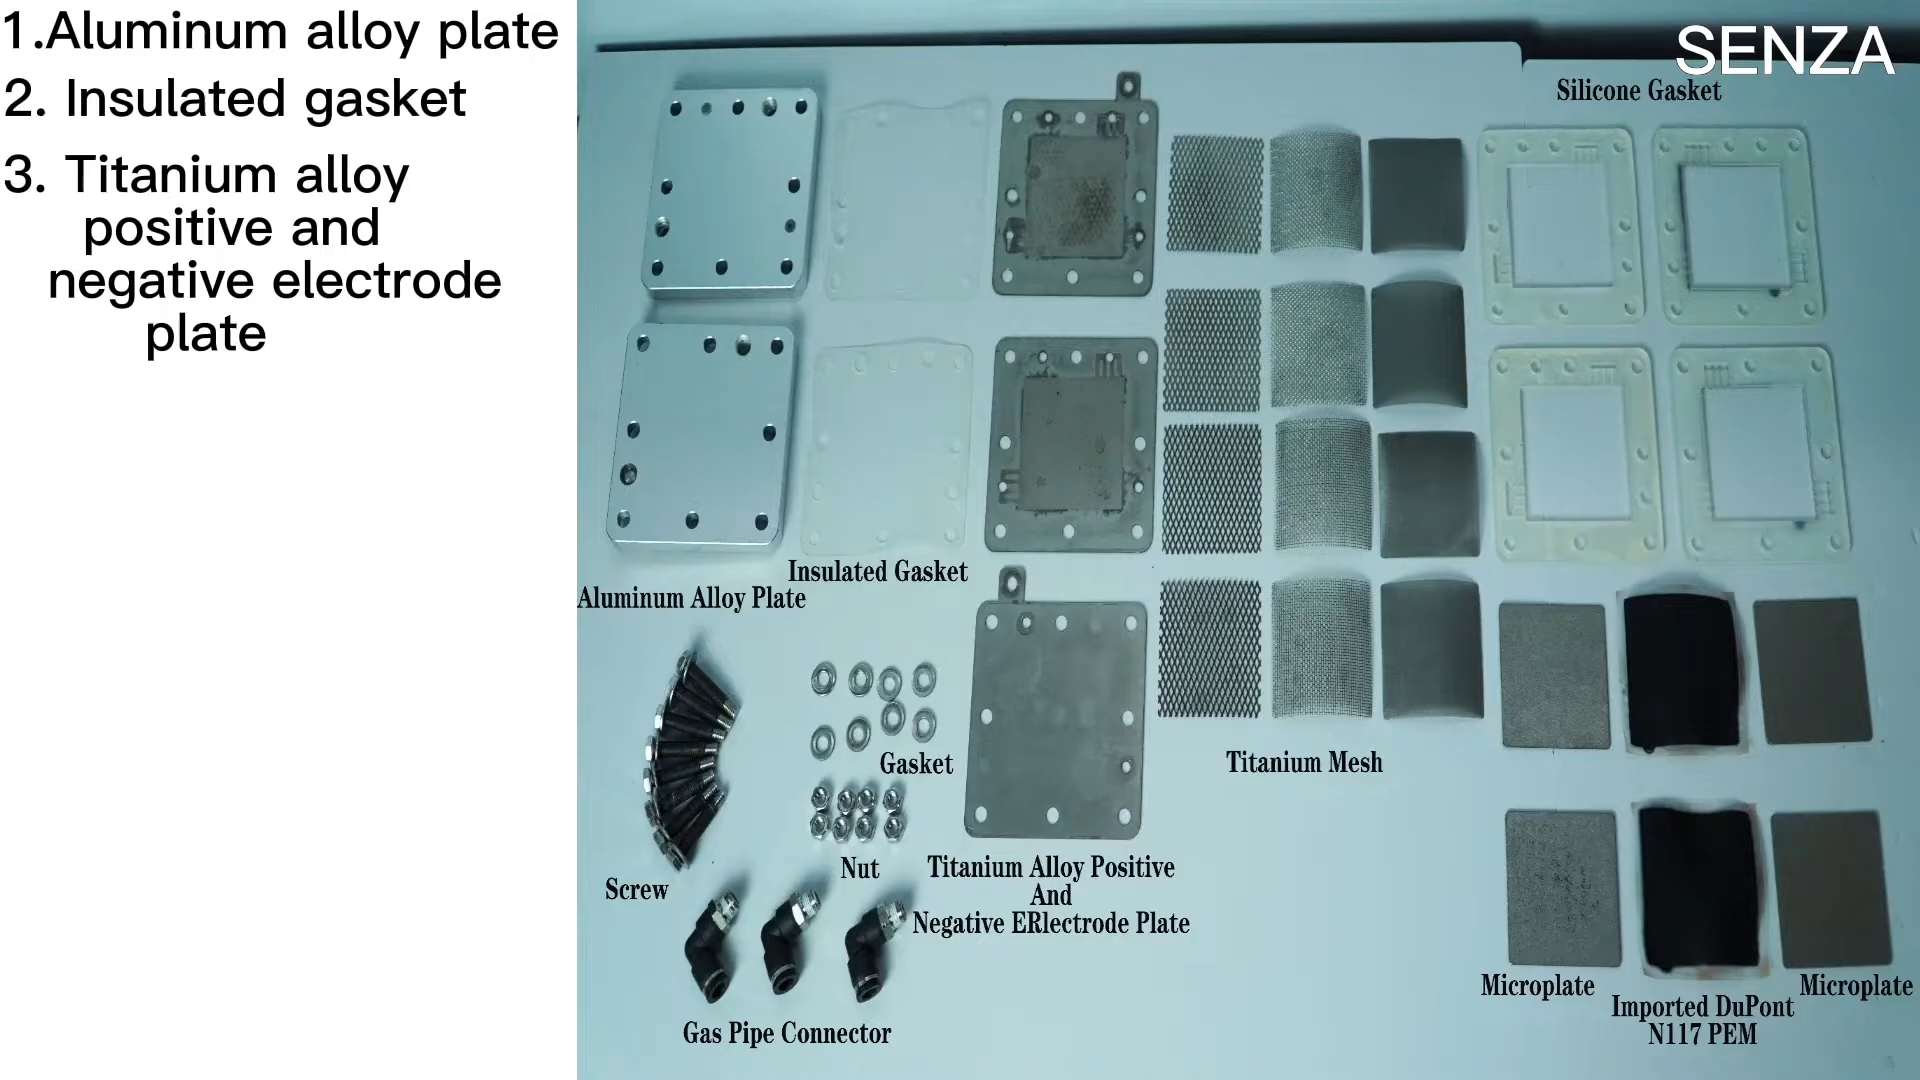 1.Aluminum alloy plate
2. Insulated gasket
3. Titanium alloy
positive and
negative electrode
plate
SENZA
Silicone Gasket
Insulated Gasket
Aluminum Alloy Plate
Gasket
Titanium Mesh
Nut
Screw
Titanium Alloy Positive
And
Negative ERlectrode Plate
Gas Pipe Connector
Microplate
Imported DuPont
N117 PEM
Microplate